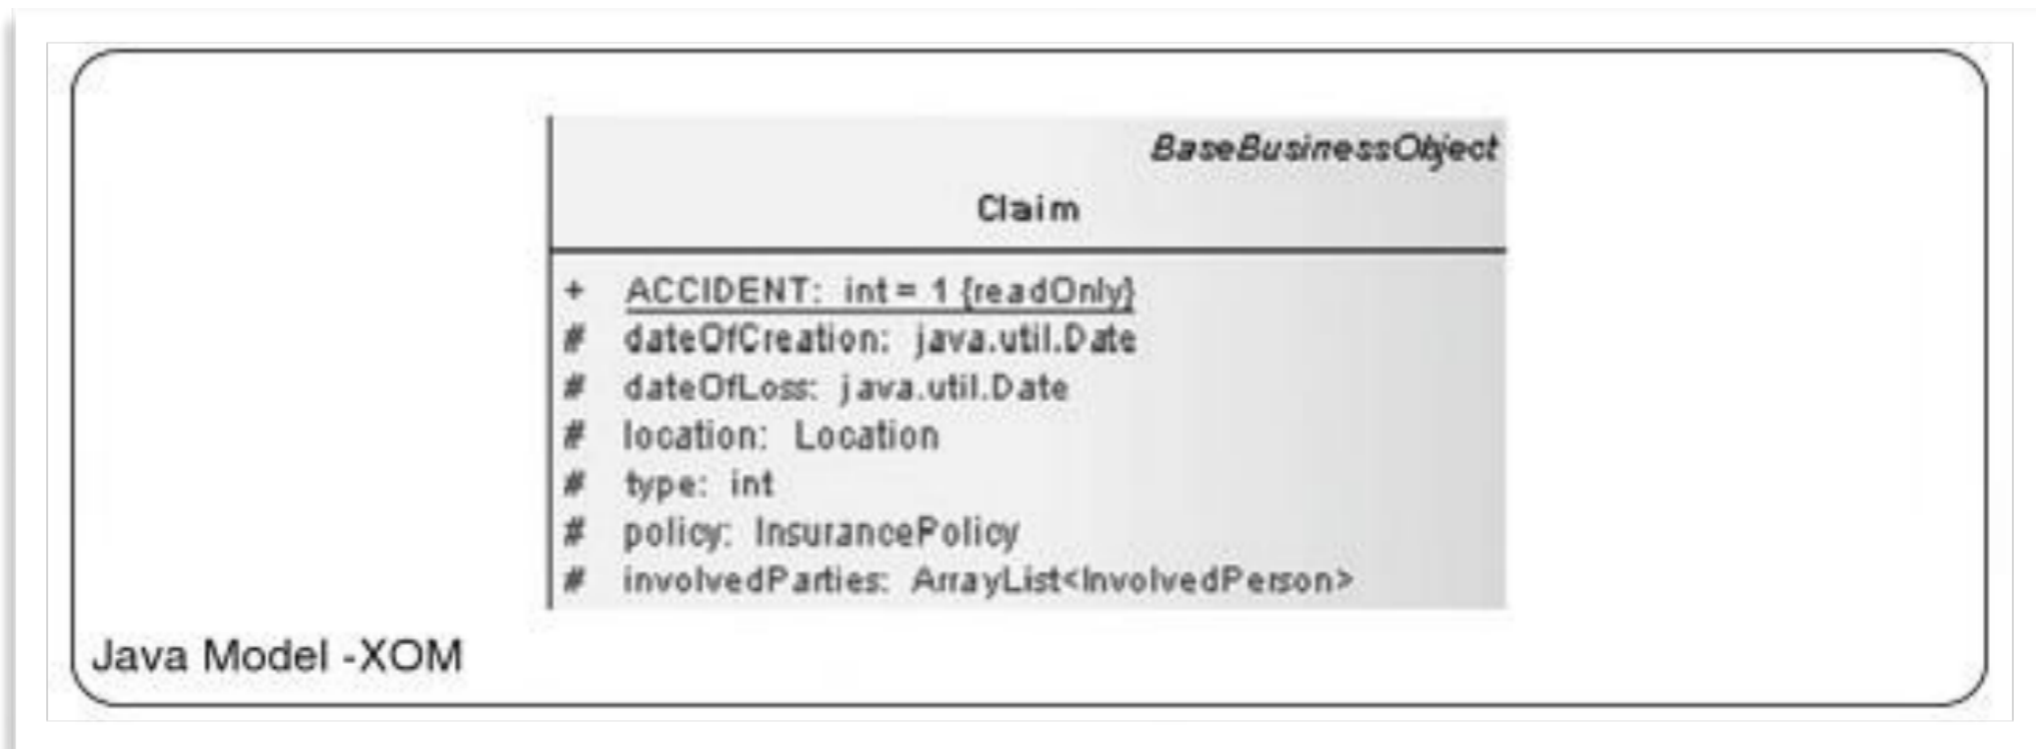 BaseBusinessObject
Claim
+ ACCIDENT: int = 1 {readOnly}
# dateOfCreation: java.util.Date
# dateOfLoss: java.util.Date
# location: Location
# type: int
# policy: InsurancePolicy
# involvedParties: ArrayList<InvolvedPerson>
Java Model -XOM